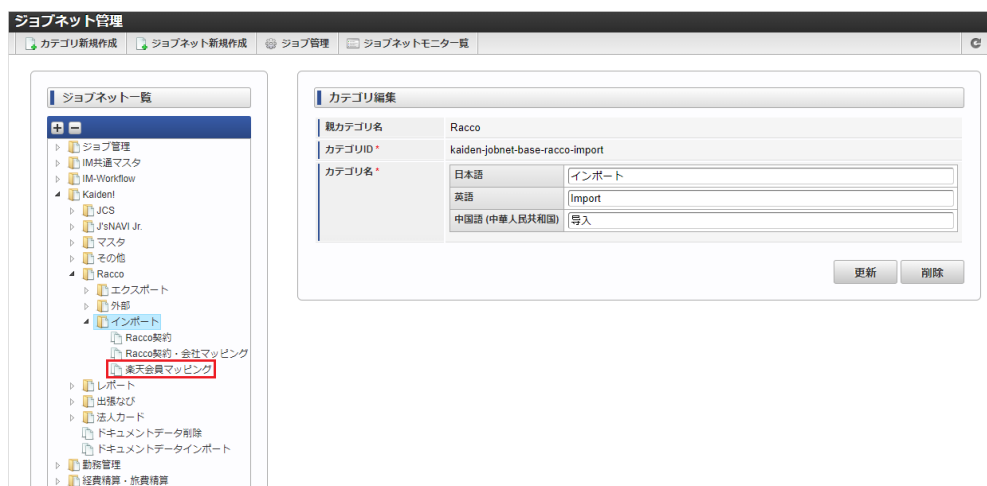 ジョブネット管理
カテゴリ新規作成 ジョブネット新規作成 ジョブ管理 ジョブネットモニター覧
ジョブネット一覧
ジョブ管理
IM共通マスタ
IM-Workflow
Kaiden!
JCS
J'sNAVI Jr.
マスタ
その他
Racco
エクスポート
外部
インポート
Racco契約
Racco契約・会社マッピング
楽天会員マッピング
レポート
出張なび
法人カード
ドキュメントデータ削除
ドキュメントデータインポート
勤務管理
経費精算・旅費精算
カテゴリ編集
親カテゴリ名 Racco
カテゴリID * kaiden-jobnet-base-racco-import
カテゴリ名 * 日本語 インポート
英語 Import
中国語 (中華人民共和国) 导入
更新 削除